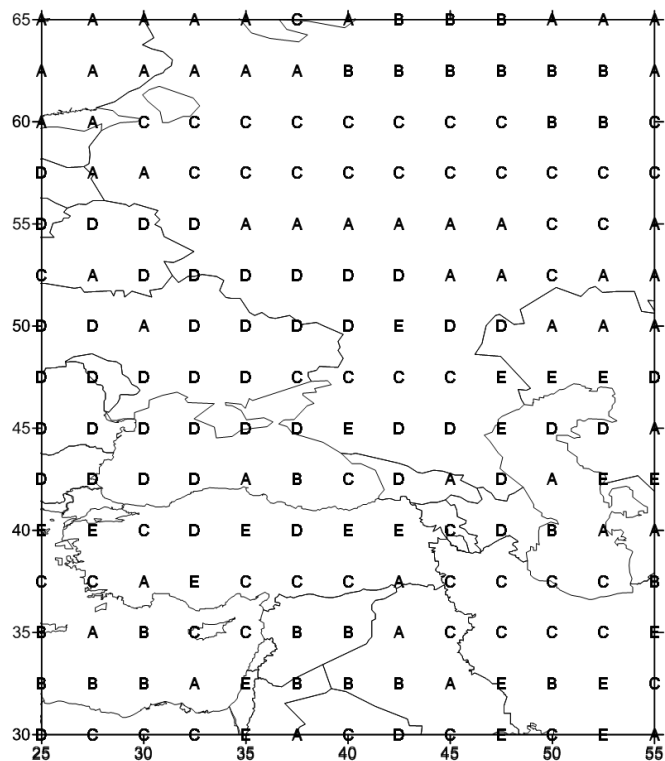 65 A A A A A C A B B B A A A
A A A A A A B B B B B B A
60 A A C C C C C C C C B B C
D A A C C C C C C C C C C
55 D D D D A A A A A A C C A
C A D D D D D D A A C A A
50 D D A D D D D E D D A A A
D D D D D C C C C E E E D
45 D D D D D D E D D E D D A
D D D D A B C D A D A E E
40 E E C D E D E E C D B A A
C C A E C C C A C C C C B
35 B A B C C B B A C C C C E
B B B A E B B B A E B E C
30 D C C C E A C D C E C E A
25 30 35 40 45 50 55